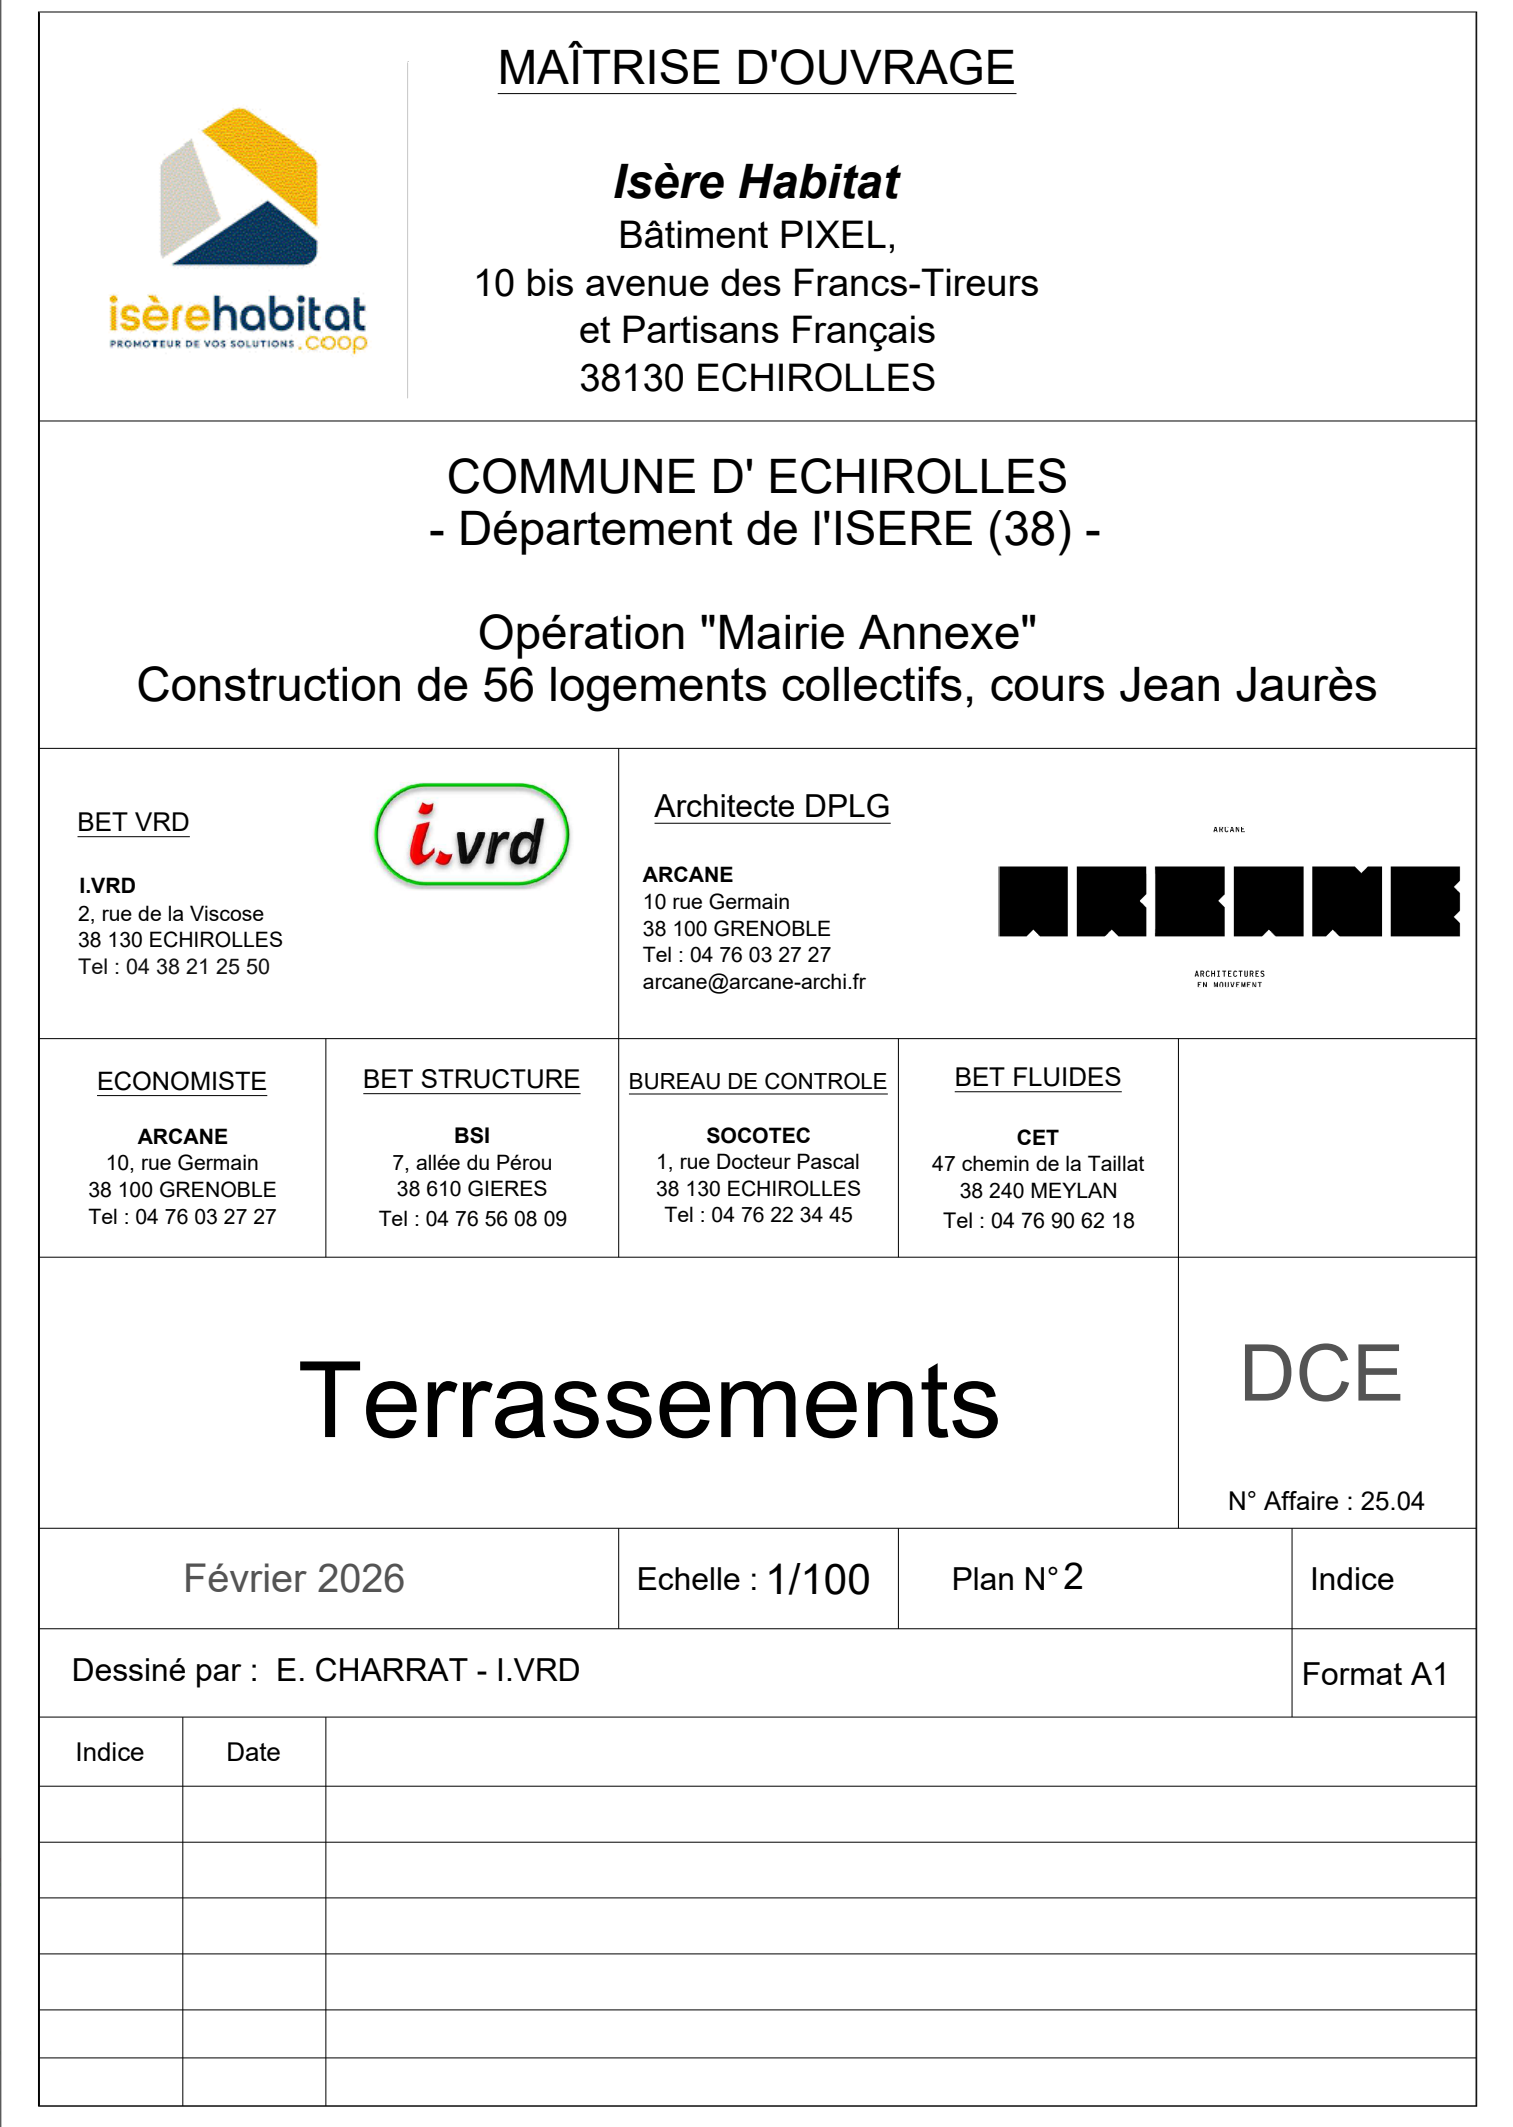 MAÎTRISE D'OUVRAGE
isèrehabitat
PROMOTEUR DE VOS SOLUTIONS .COOP
Isère Habitat
Bâtiment PIXEL,
10 bis avenue des Francs-Tireurs
et Partisans Français
38130 ECHIROLLES
COMMUNE D' ECHIROLLES
- Département de l'ISERE (38) -
Opération "Mairie Annexe"
Construction de 56 logements collectifs, cours Jean Jaurès
BET VRD
i.vrd
I.VRD
2, rue de la Viscose
38 130 ECHIROLLES
Tel : 04 38 21 25 50
Architecte DPLG
ARCANE
10 rue Germain
38 100 GRENOBLE
Tel : 04 76 03 27 27
arcane@arcane-archi.fr
ARCANE
ARCANE
ARCHITECTURES
EN MOUVEMENT
ECONOMISTE
ARCANE
10, rue Germain
38 100 GRENOBLE
Tel : 04 76 03 27 27
BET STRUCTURE
BSI
7, allée du Pérou
38 610 GIERES
Tel : 04 76 56 08 09
BUREAU DE CONTROLE
SOCOTEC
1, rue Docteur Pascal
38 130 ECHIROLLES
Tel : 04 76 22 34 45
BET FLUIDES
CET
47 chemin de la Taillat
38 240 MEYLAN
Tel : 04 76 90 62 18
Terrassements
DCE
N° Affaire : 25.04
Février 2026
Echelle : 1/100
Plan N° 2
Indice
Dessiné par : E. CHARRAT - I.VRD
Format A1
Indice
Date